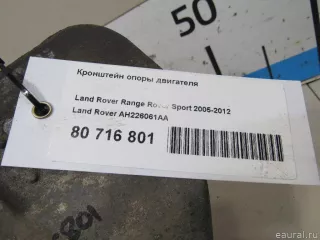 50
Кронштейн опоры двигателя
Land Rover Range Rover Sport 2005-2012
Land Rover AH226061AA
80 716 801
801
eaural.ru